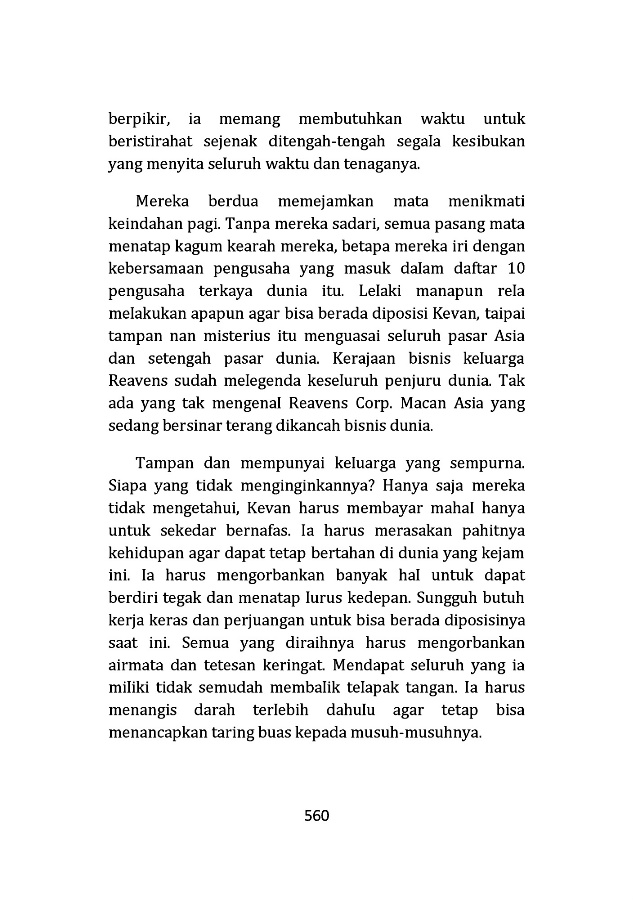 berpikir, ia memang membutuhkan waktu untuk
beristirahat sejenak ditengah-tengah segala kesibukan
yang menyita seluruh waktu dan tenaganya.
Mereka berdua memejamkan mata menikmati
keindahan pagi. Tanpa mereka sadari, semua pasang mata
menatap kagum kearah mereka, betapa mereka iri dengan
kebersamaan pengusaha yang masuk dalam daftar 10
pengusaha terkaya dunia itu. Lelaki manapun rela
melakukan apapun agar bisa berada diposisi Kevan, taipai
tampan nan misterius itu menguasai seluruh pasar Asia
dan setengah pasar dunia. Kerajaan bisnis keluarga
Reavens sudah melegenda keseluruh penjuru dunia. Tak
ada yang tak mengenal Reavens Corp. Macan Asia yang
sedang bersinar terang dikancah bisnis dunia.
Tampan dan mempunyai keluarga yang sempurna.
Siapa yang tidak menginginkannya? Hanya saja mereka
tidak mengetahui, Kevan harus membayar mahal hanya
untuk sekedar bernafas. Ia harus merasakan pahitnya
kehidupan agar dapat tetap bertahan di dunia yang kejam
ini. Ia harus mengorbankan banyak hal untuk dapat
berdiri tegak dan menatap lurus kedepan. Sungguh butuh
kerja keras dan perjuangan untuk bisa berada diposisinya
saat ini. Semua yang diraihnya harus mengorbankan
airmata dan tetesan keringat. Mendapat seluruh yang ia
miliki tidak semudah membalik telapak tangan. Ia harus
menangis darah terlebih dahulu agar tetap bisa
menancapkan taring buas kepada musuh-musuhnya.
560